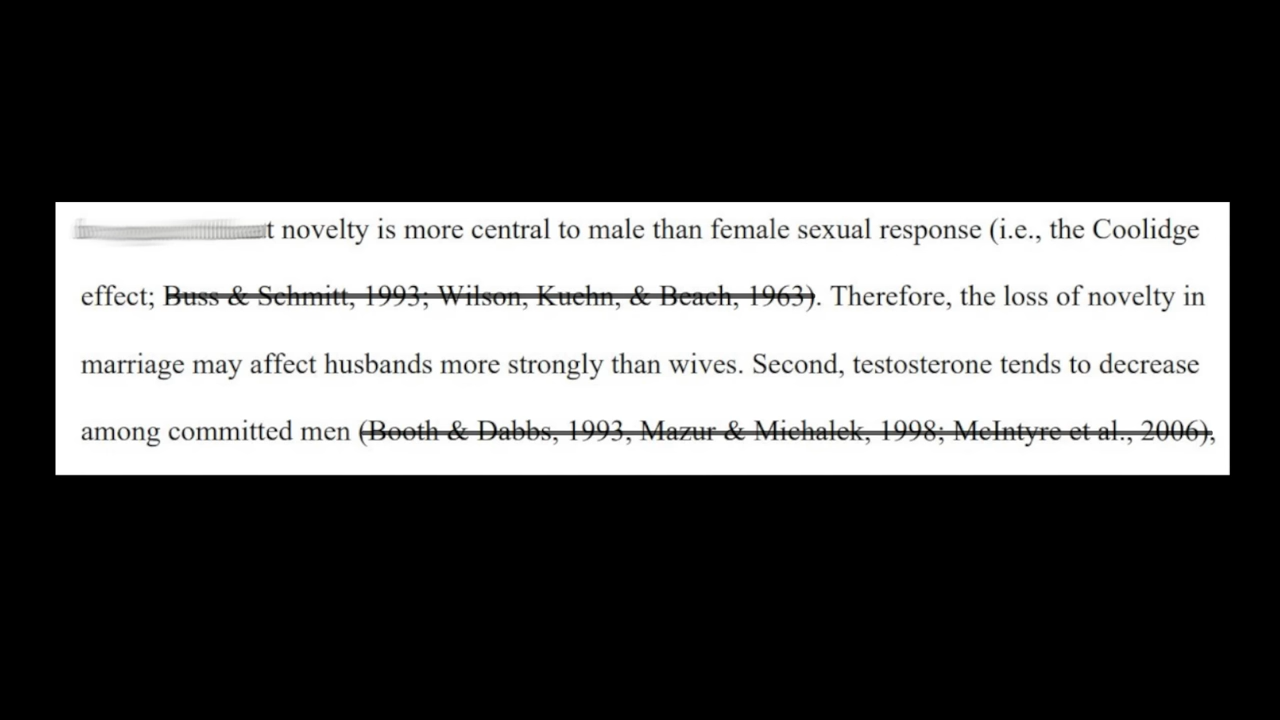 t novelty is more central to male than female sexual response (i.e., the Coolidge
effect; Buss & Schmitt, 1993; Wilson, Kuehn, & Beach, 1963). Therefore, the loss of novelty in
marriage may affect husbands more strongly than wives. Second, testosterone tends to decrease
among committed men (Booth & Dabbs, 1993, Mazur & Michalek, 1998; McIntyre et al., 2006),